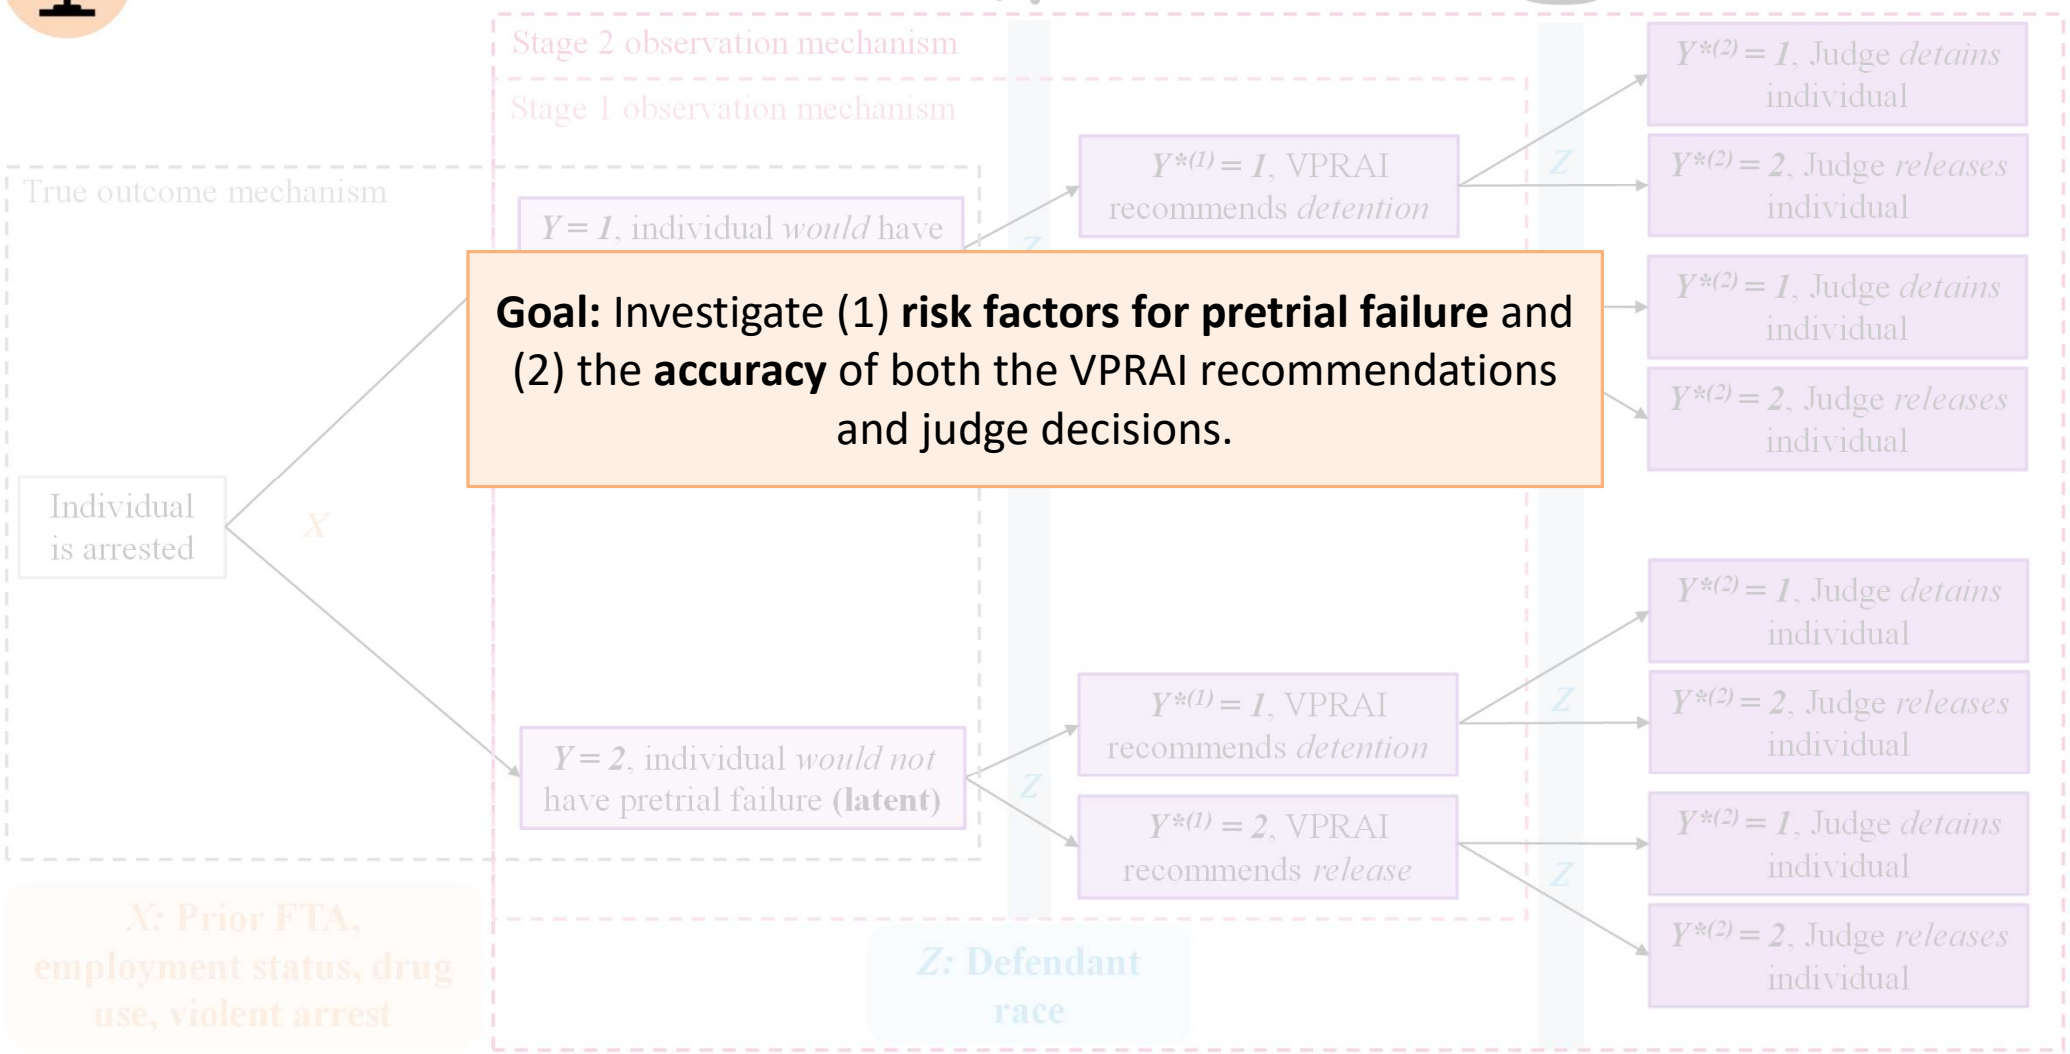 Stage 2 observation mechanism
Stage 1 observation mechanism
True outcome mechanism
Individual
is arrested
X
Y = 1, individual would have
Goal: Investigate (1) risk factors for pretrial failure and
(2) the accuracy of both the VPRAI recommendations
and judge decisions.
Y = 2, individual would not
have pretrial failure (latent)
Z
Z
Y*(1) = 1, VPRAI
recommends detention
Y*(1) = 1, VPRAI
recommends detention
Y*(1) = 2, VPRAI
recommends release
Z
Z
Z
Y*(2) = 1, Judge detains
individual
Y*(2) = 2, Judge releases
individual
Y*(2) = 1, Judge detains
individual
Y*(2) = 2, Judge releases
individual
Y*(2) = 1, Judge detains
individual
Y*(2) = 2, Judge releases
individual
Y*(2) = 1, Judge detains
individual
Y*(2) = 2, Judge releases
individual
X: Prior FTA,
employment status, drug
use, violent arrest
Z: Defendant
race